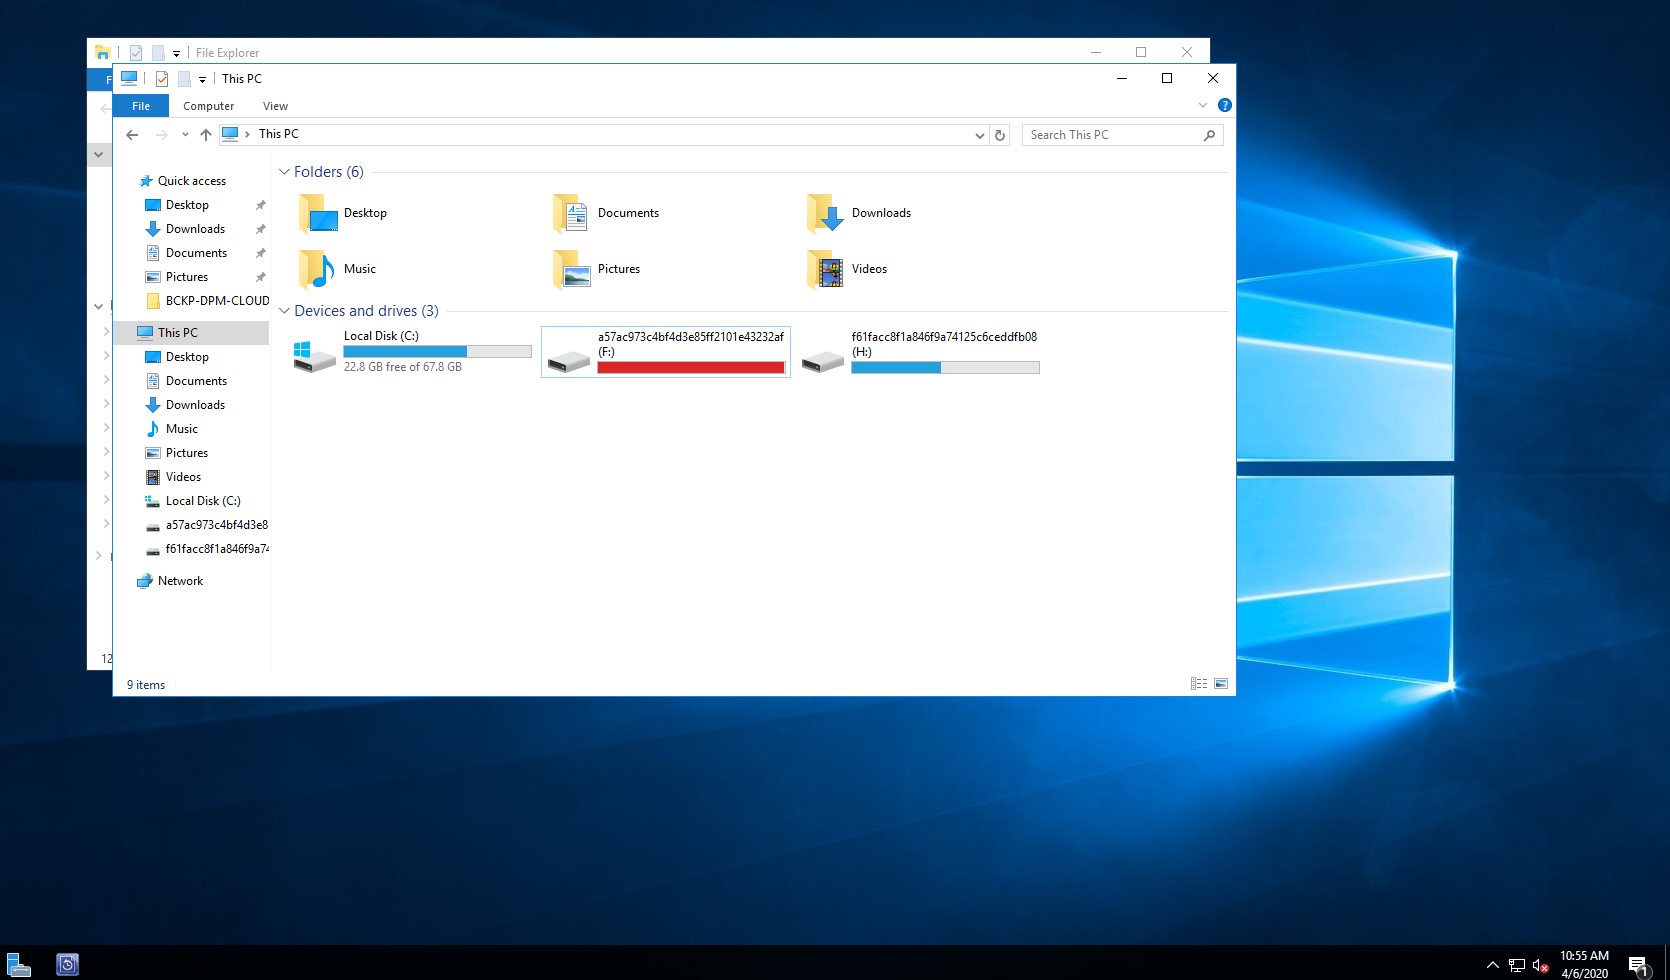 File Explorer
F
This PC
File
Computer
View
This PC
Search This PC
Quick access
Desktop
Downloads
Documents
Pictures
BCKP-DPM-CLOUD
This PC
Desktop
Documents
Downloads
Music
Pictures
Videos
Local Disk (C:)
a57ac973c4bf4d3e8
f61facc8f1a846f9a74
Network
Folders (6)
Desktop
Documents
Downloads
Music
Pictures
Videos
Devices and drives (3)
Local Disk (C:)
22.8 GB free of 67.8 GB
a57ac973c4bf4d3e85ff2101e43232af
(F:)
f61facc8f1a846f9a74125c6ceddfb08
(H:)
12
9 items
10:55 AM
4/6/2020
1